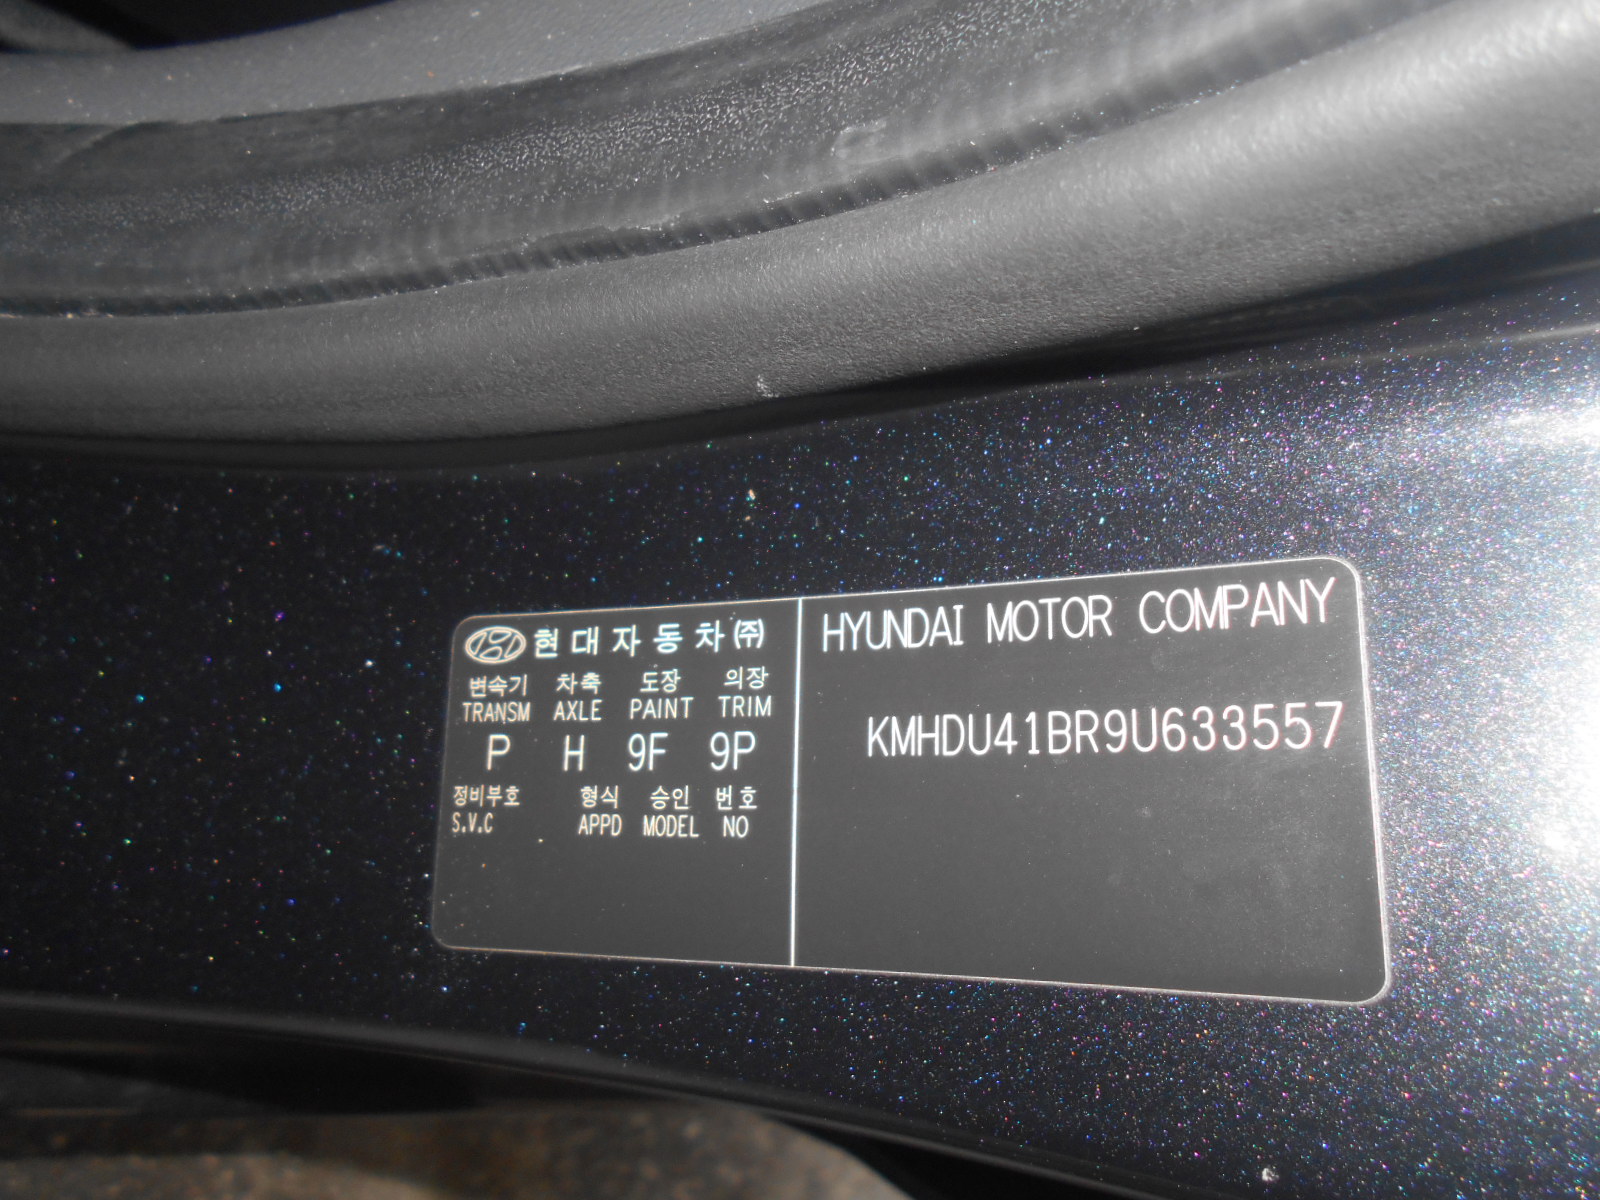 현대자동차㈜
변속기 차축 도장 의장
TRANSM AXLE PAINT TRIM
P H 9F 9P
정비부호 형식 승인 번호
S.V.C APPD MODEL NO
HYUNDAI MOTOR COMPANY
KMHDU41BR9U633557